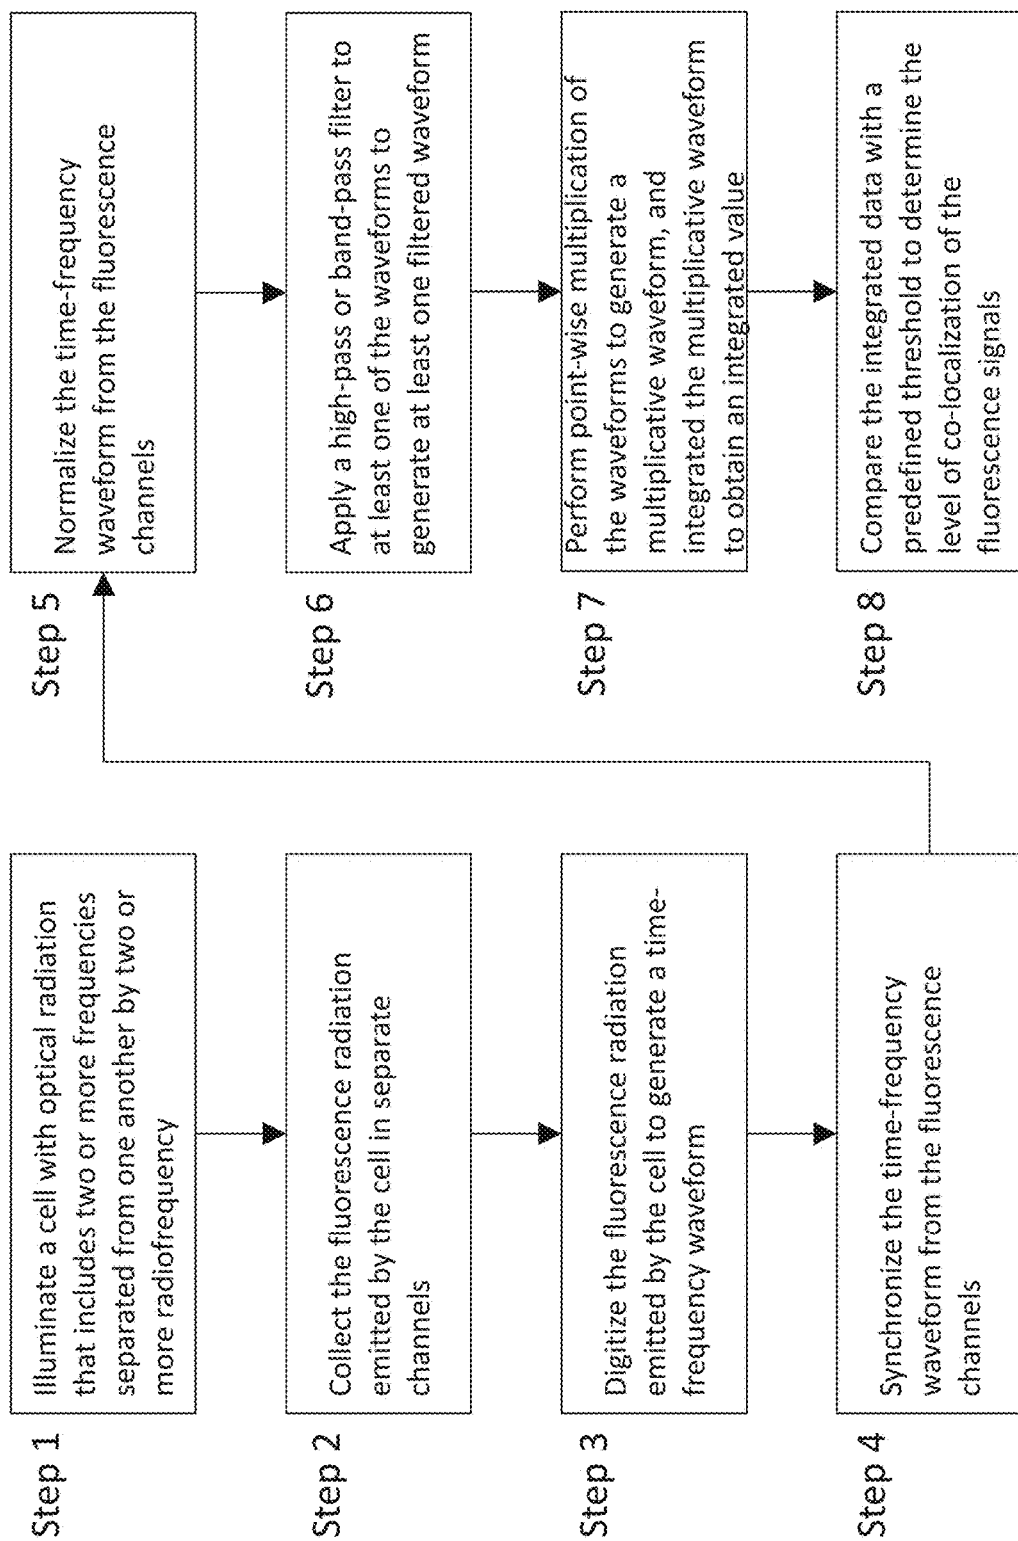 Step 1
Illuminate a cell with optical radiation
that includes two or more frequencies
separated from one another by two or
more radiofrequency
Step 2
Collect the fluorescence radiation
emitted by the cell in separate
channels
Step 3
Digitize the fluorescence radiation
emitted by the cell to generate a time-
frequency waveform
Step 4
Synchronize the time-frequency
waveform from the fluorescence
channels
Step 5
Normalize the time-frequency
waveform from the fluorescence
channels
Step 6
Apply a high-pass or band-pass filter to
at least one of the waveforms to
generate at least one filtered waveform
Step 7
Perform point-wise multiplication of
the waveforms to generate a
multiplicative waveform, and
integrated the multiplicative waveform
to obtain an integrated value
Step 8
Compare the integrated data with a
predefined threshold to determine the
level of co-localization of the
fluorescence signals